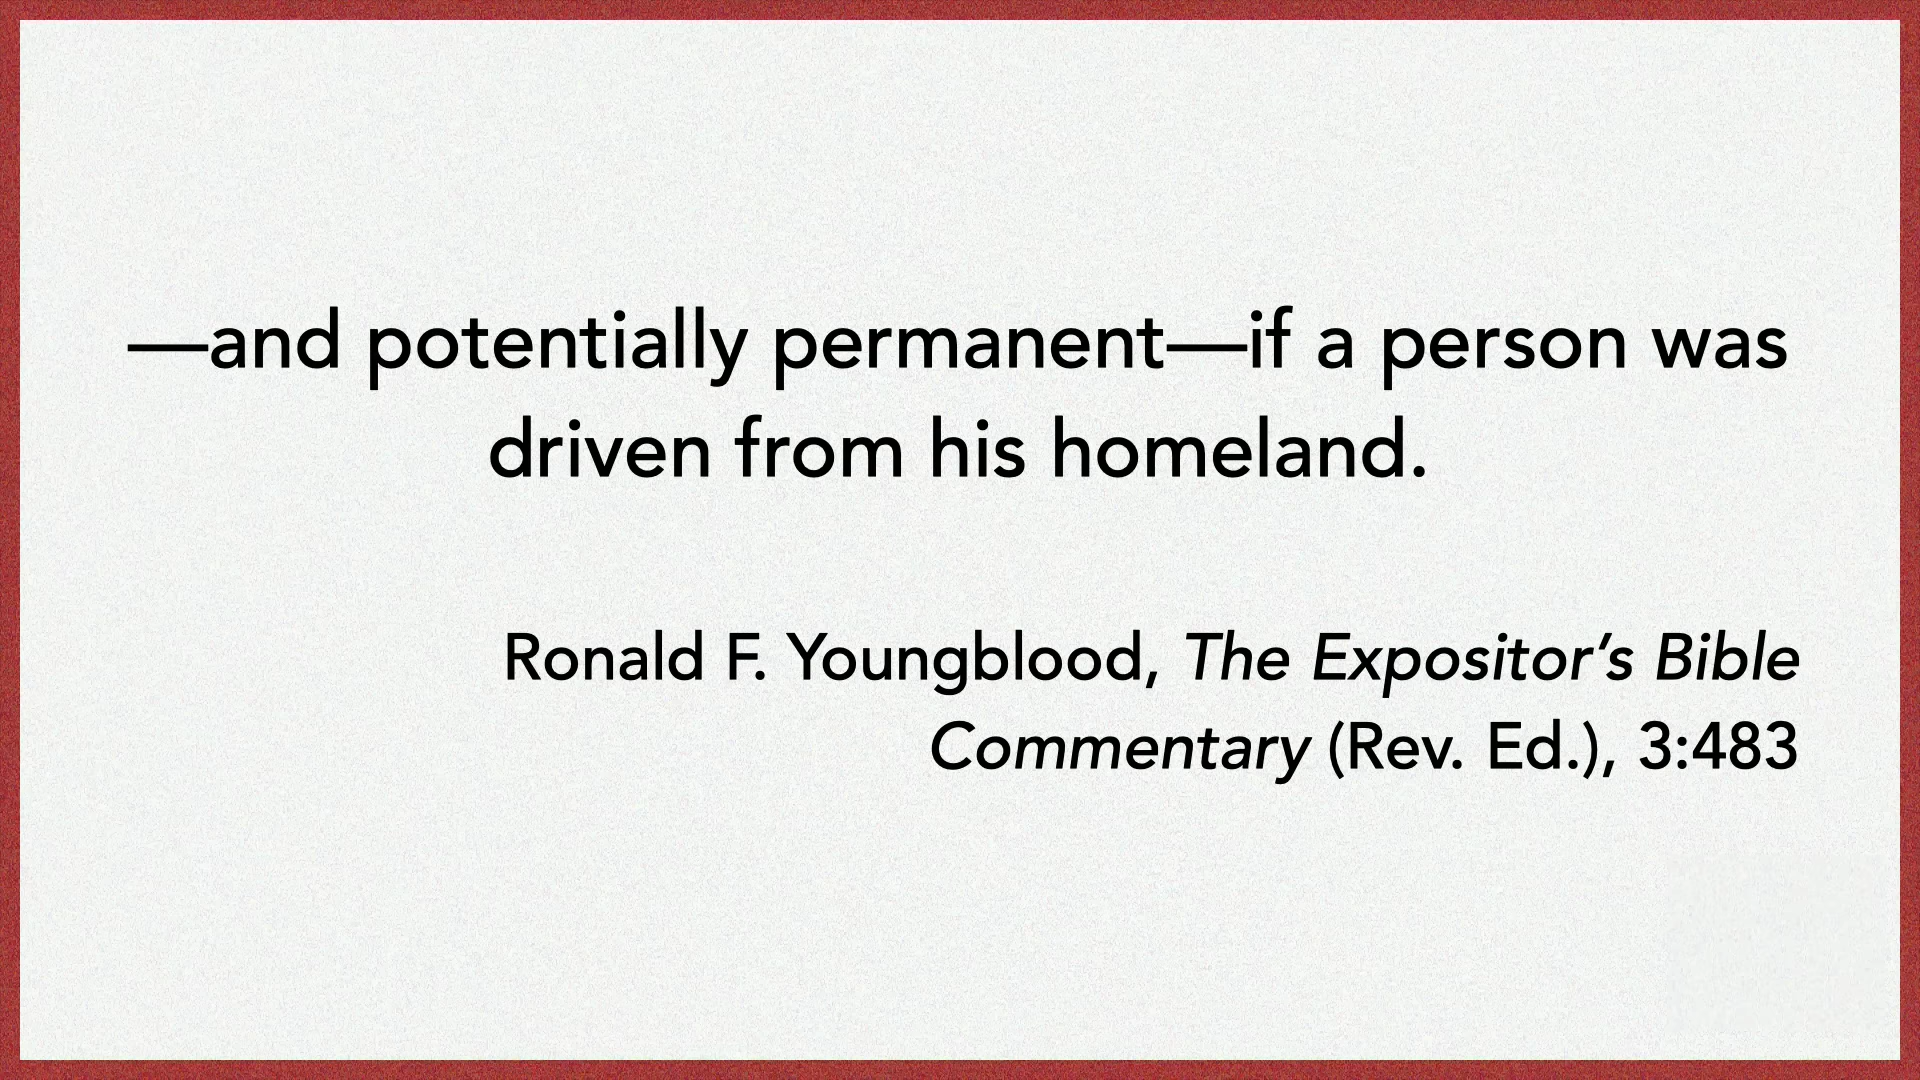 —and potentially permanent—if a person was
driven from his homeland.
Ronald F. Youngblood, The Expositor’s Bible
Commentary (Rev. Ed.), 3:483